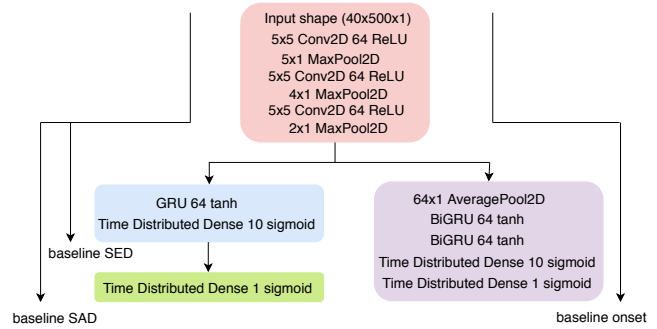 Input shape (40x500x1)
5x5 Conv2D 64 ReLU
5x1 MaxPool2D
5x5 Conv2D 64 ReLU
4x1 MaxPool2D
5x5 Conv2D 64 ReLU
2x1 MaxPool2D
GRU 64 tanh
Time Distributed Dense 10 sigmoid
baseline SED
Time Distributed Dense 1 sigmoid
baseline SAD
64x1 AveragePool2D
BiGRU 64 tanh
BiGRU 64 tanh
Time Distributed Dense 10 sigmoid
Time Distributed Dense 1 sigmoid
baseline onset